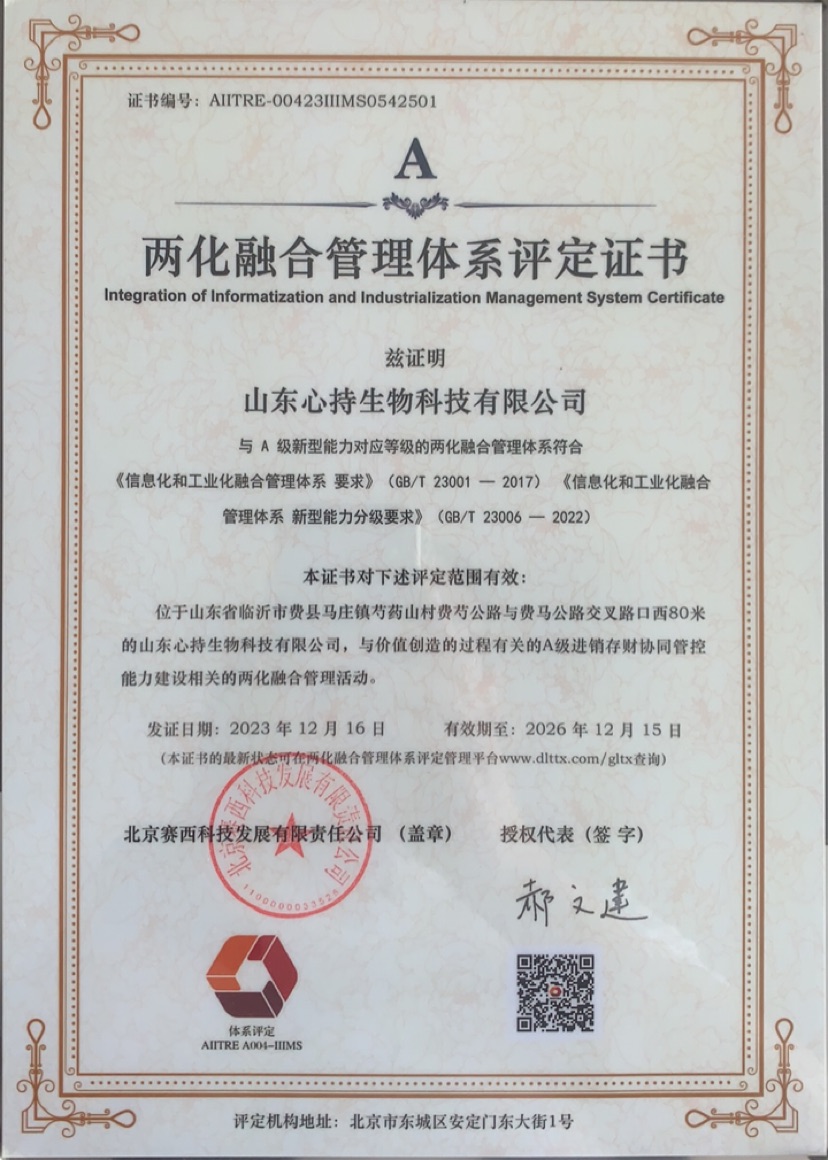 证书编号：AIITRE-00423IIIMS0542501
A
两化融合管理体系评定证书
Integration of Informatization and Industrialization Management System Certificate
兹证明
山东心持生物科技有限公司
与 A 级新型能力对应等级的两化融合管理体系符合
《信息化和工业化融合管理体系 要求》（GB/T 23001 — 2017）《信息化和工业化融合
管理体系 新型能力分级要求》（GB/T 23006 — 2022）
本证书对下述评定范围有效：
位于山东省临沂市费县马庄镇芍药山村费芍公路与费马公路交叉路口西80米
的山东心持生物科技有限公司，与价值创造的过程有关的A级进销存财协同管控
能力建设相关的两化融合管理活动。
发证日期：2023 年 12 月 16 日 有效期至：2026 年 12 月 15 日
（本证书的最新状态可在两化融合管理体系评定管理平台www.dlttx.com/gltx查询）
北京赛西科技发展有限责任公司 （盖章） 授权代表（签 字）
北京赛西科技发展有限责任公司
郝文建
体系评定
AIITRE A004-IIIMS
评定机构地址：北京市东城区安定门东大街1号